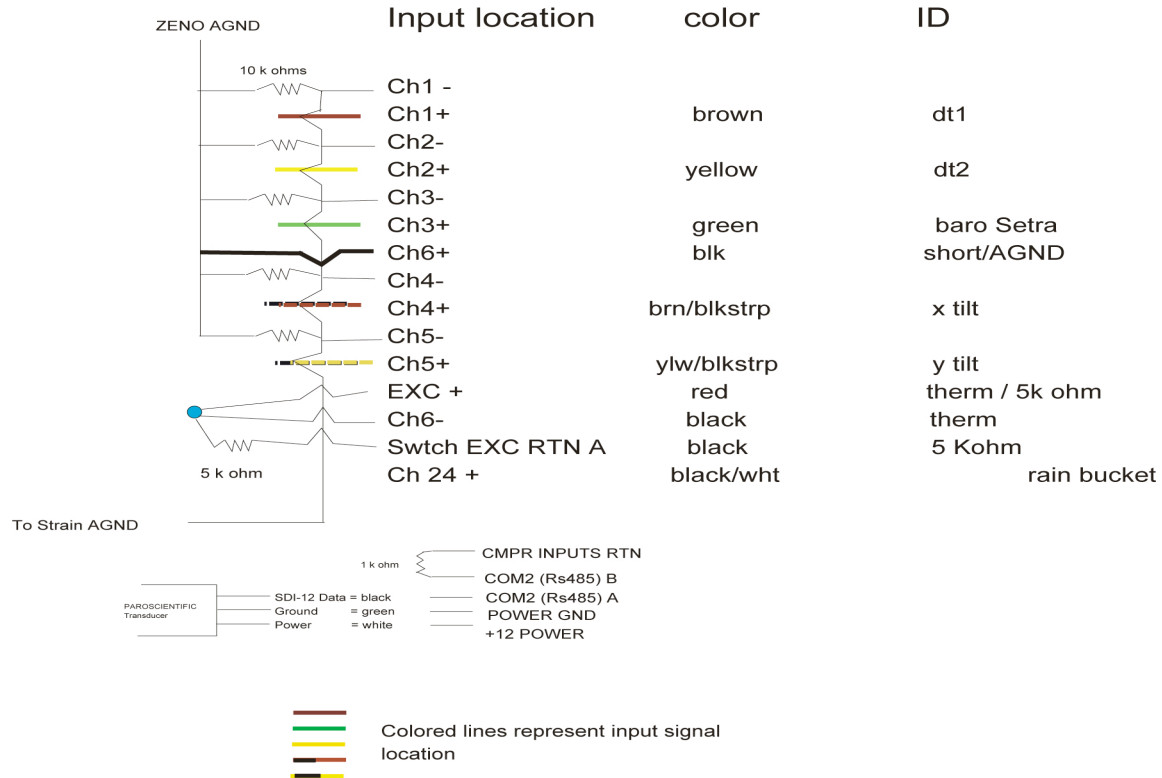 ZENO AGND Input location color ID
10 k ohms
Ch1 -
Ch1+ brown dt1
Ch2-
Ch2+ yellow dt2
Ch3-
Ch3+ green baro Setra
Ch6+ blk short/AGND
Ch4-
Ch4+ brn/blkstrp x tilt
Ch5-
Ch5+ ylw/blkstrp y tilt
EXC + red therm / 5k ohm
Ch6- black therm
Swtch EXC RTN A black 5 Kohm
5 k ohm Ch 24 + black/wht rain bucket
To Strain AGND
CMPR INPUTS RTN
1 k ohm
COM2 (Rs485) B
SDI-12 Data = black COM2 (Rs485) A
PAROSCIENTIFIC Ground = green POWER GND
Transducer
Power = white +12 POWER
Colored lines represent input signal
location